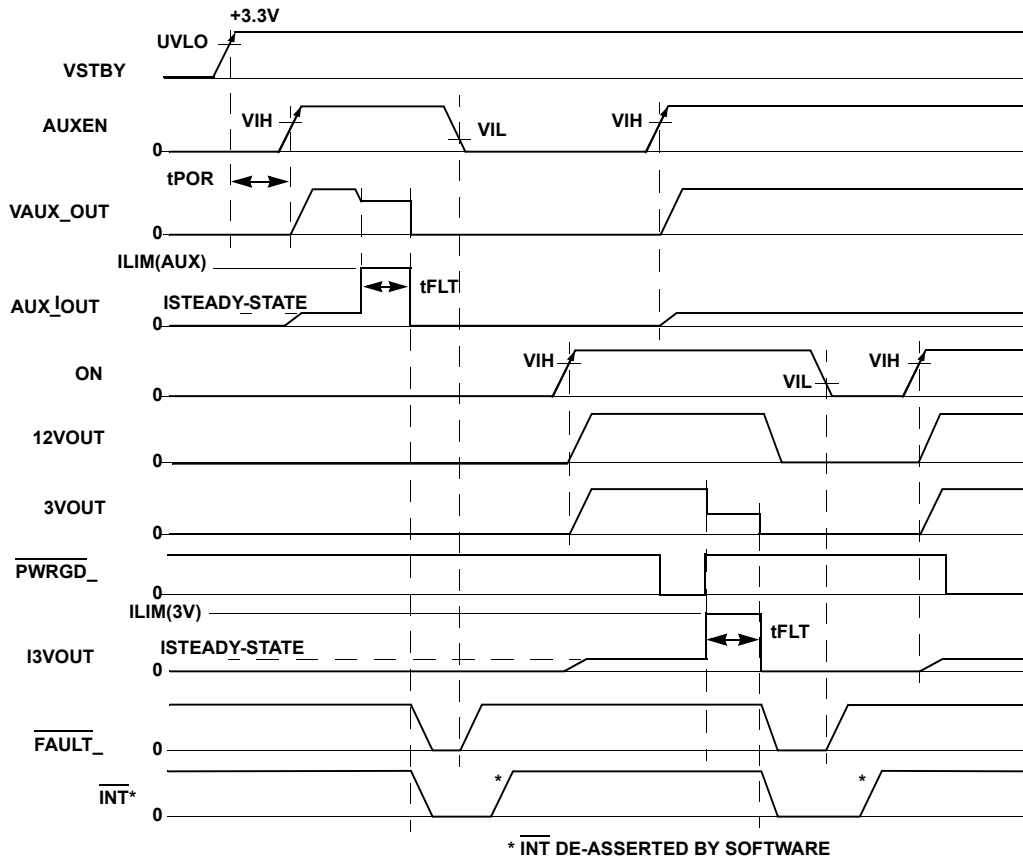 +3.3V
UVLO
VSTBY
AUXEN
VIH
VIL
VIH
0
tPOR
VAUX_OUT
0
ILIM(AUX)
tFLT
ISTEADY-STATE
AUX_IOUT
0
VIH
VIL
VIH
ON
0
12VOUT
0
3VOUT
0
PWRGD_
0
ILIM(3V)
tFLT
ISTEADY-STATE
I3VOUT
0
FAULT_
0
* *
INT*
0
* INT DE-ASSERTED BY SOFTWARE